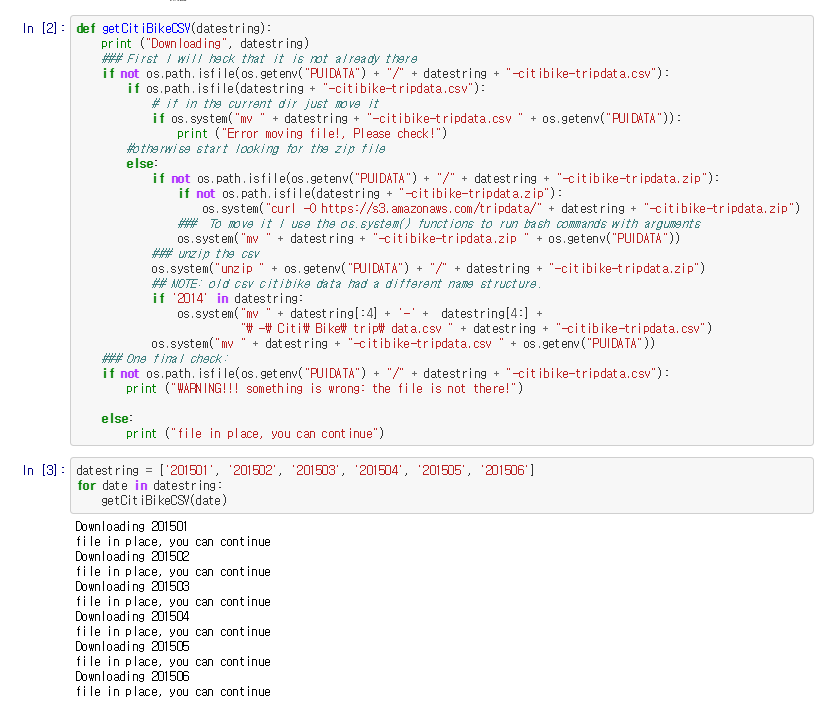 In [2]: def getCitiBikeCSV(datestring):
    print ("Downloading", datestring)
    ### First I will heck that it is not already there
    if not os.path.isfile(os.getenv("PUIDATA") + "/" + datestring + "-citibike-tripdata.csv"):
        if os.path.isfile(datestring + "-citibike-tripdata.csv"):
            # if in the current dir just move it
            if os.system("mv " + datestring + "-citibike-tripdata.csv " + os.getenv("PUIDATA")):
                print ("Error moving file!, Please check!")
        #otherwise start looking for the zip file
        else:
            if not os.path.isfile(os.getenv("PUIDATA") + "/" + datestring + "-citibike-tripdata.zip"):
                if not os.path.isfile(datestring + "-citibike-tripdata.zip"):
                    os.system("curl -O https://s3.amazonaws.com/tripdata/" + datestring + "-citibike-tripdata.zip")
                ###  To move it I use the os.system() functions to run bash commands with arguments
                os.system("mv " + datestring + "-citibike-tripdata.zip " + os.getenv("PUIDATA"))
            ### unzip the csv
            os.system("unzip " + os.getenv("PUIDATA") + "/" + datestring + "-citibike-tripdata.zip")
            ## NOTE: old csv citibike data had a different name structure.
            if '2014' in datestring:
                os.system("mv " + datestring[:4] + '-' +  datestring[4:] +
                          "₩ -₩ Citi₩ Bike₩ trip₩ data.csv " + datestring + "-citibike-tripdata.csv")
            os.system("mv " + datestring + "-citibike-tripdata.csv " + os.getenv("PUIDATA"))
    ### One final check:
    if not os.path.isfile(os.getenv("PUIDATA") + "/" + datestring + "-citibike-tripdata.csv"):
        print ("WARNING!!! something is wrong: the file is not there!")
    else:
        print ("file in place, you can continue")
In [3]: datestring = ['201501', '201502', '201503', '201504', '201505', '201506']
for date in datestring:
    getCitiBikeCSV(date)
Downloading 201501
file in place, you can continue
Downloading 201502
file in place, you can continue
Downloading 201503
file in place, you can continue
Downloading 201504
file in place, you can continue
Downloading 201505
file in place, you can continue
Downloading 201506
file in place, you can continue